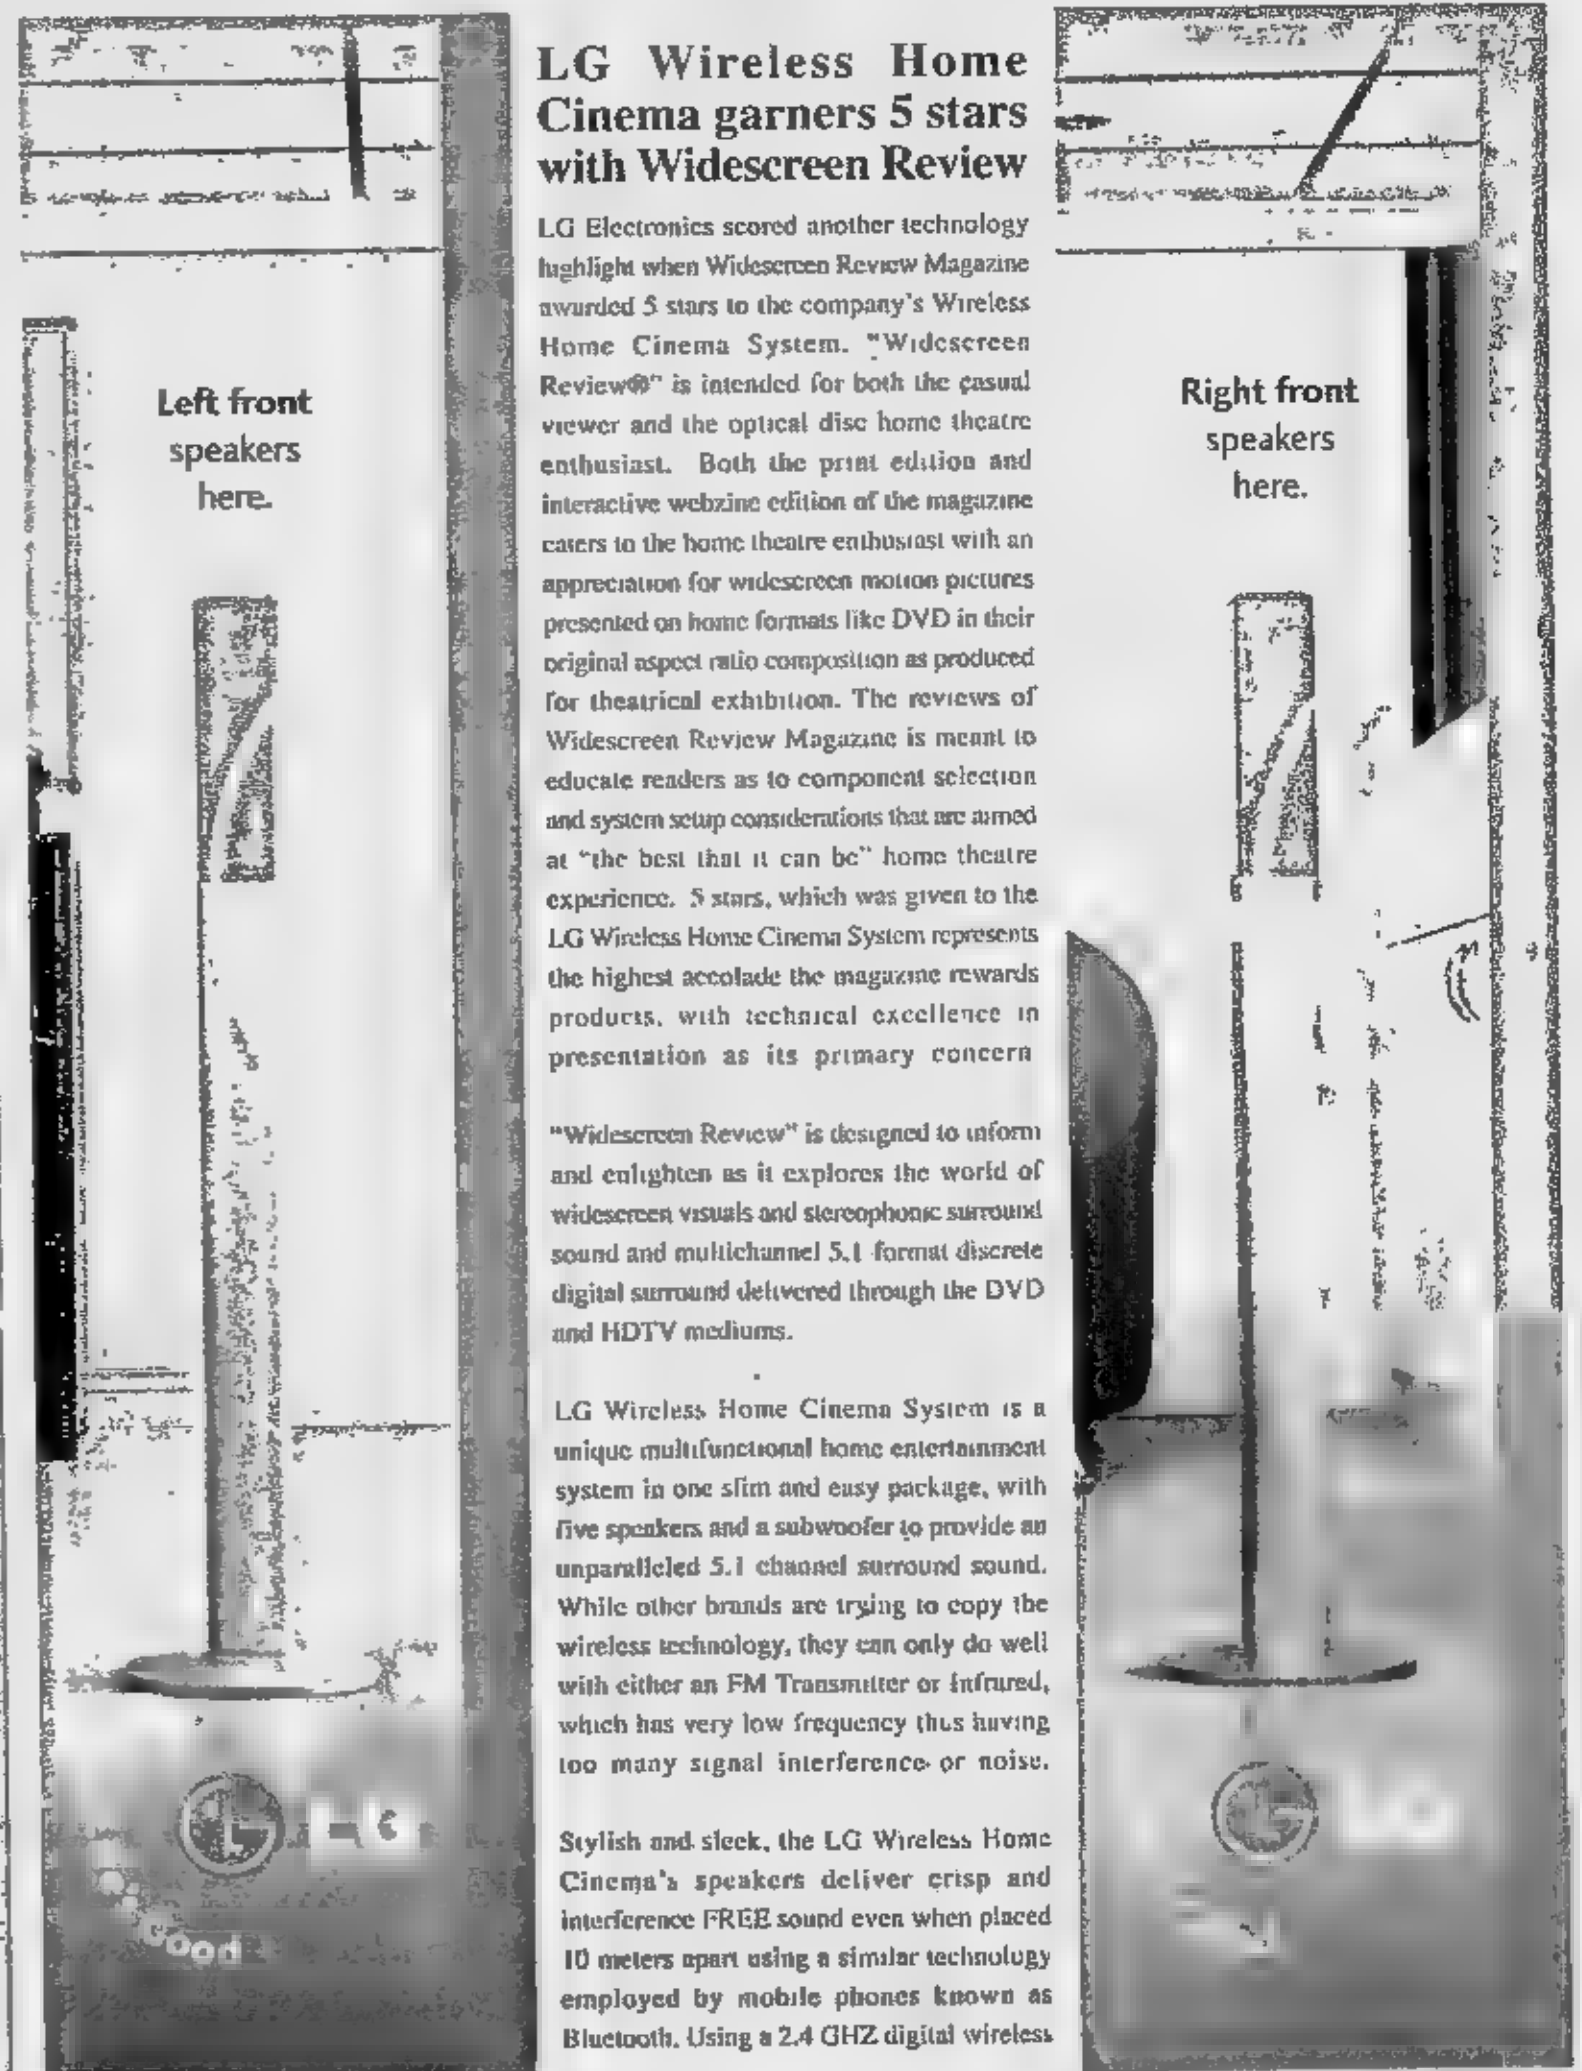 Left front
speakers
here.
LG Wireless Home
Cinema garners 5 stars
with Widescreen Review
LG Electronics scored another technology
highlight when Widescreen Review Magazine
awarded 5 stars to the company's Wireless
Home Cinema System. "Widescreen
Review®" is intended for both the casual
viewer and the optical disc home theatre
enthusiast. Both the print edition and
interactive webzine edition of the magazine
caters to the home theatre enthusiast with an
appreciation for widescreen motion pictures
presented on home formats like DVD in their
original aspect ratio composition as produced
for theatrical exhibition. The reviews of
Widescreen Review Magazine is meant to
educate readers as to component selection
and system setup considerations that are aimed
at "the best that it can be" home theatre
experience. 5 stars, which was given to the
LG Wireless Home Cinema System represents
the highest accolade the magazine rewards
products, with technical excellence in
presentation as its primary concern
"Widescreen Review" is designed to inform
and enlighten as it explores the world of
widescreen visuals and stereophonic surround
sound and multichannel 5.1 format discrete
digital surround delivered through the DVD
and HDTV mediums.
LG Wireless Home Cinema System is a
unique multifunctional home entertainment
system in one slim and easy package, with
five speakers and a subwoofer to provide an
unparalleled 5.1 channel surround sound.
While other brands are trying to copy the
wireless technology, they can only do well
with either an FM Transmitter or Infrared,
which has very low frequency thus having
too many signal interference or noise.
Stylish and sleek, the LG Wireless Home
Cinema's speakers deliver crisp and
interference FREE sound even when placed
10 meters apart using a similar technology
employed by mobile phones known as
Bluetooth. Using a 2.4 GHZ digital wireless
Right front
speakers
here.
LG
Good
LG